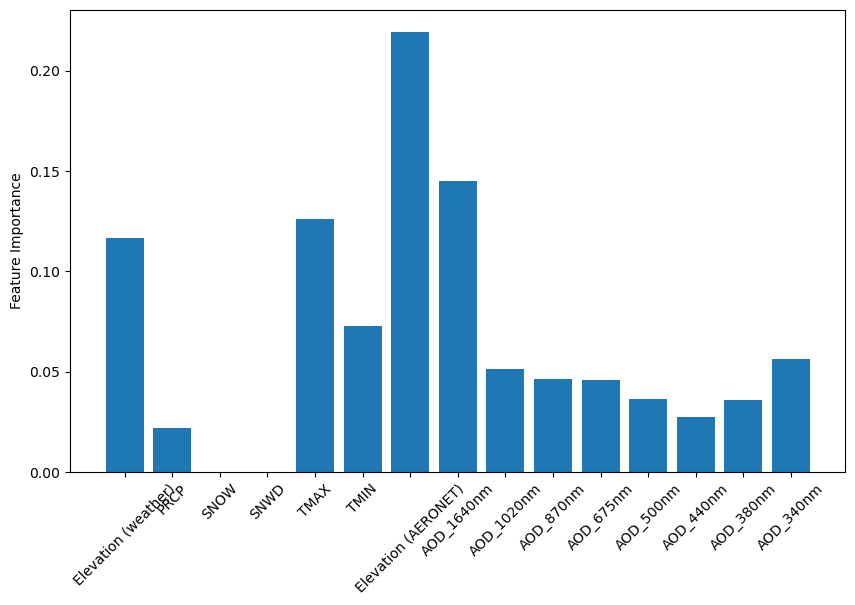 Feature Importance
0.20
0.15
0.10
0.05
0.00
Elevation (weather)
PRCP
SNOW
SNWD
TMAX
TMIN
Elevation (AERONET)
AOD_1640nm
AOD_1020nm
AOD_870nm
AOD_675nm
AOD_500nm
AOD_440nm
AOD_380nm
AOD_340nm